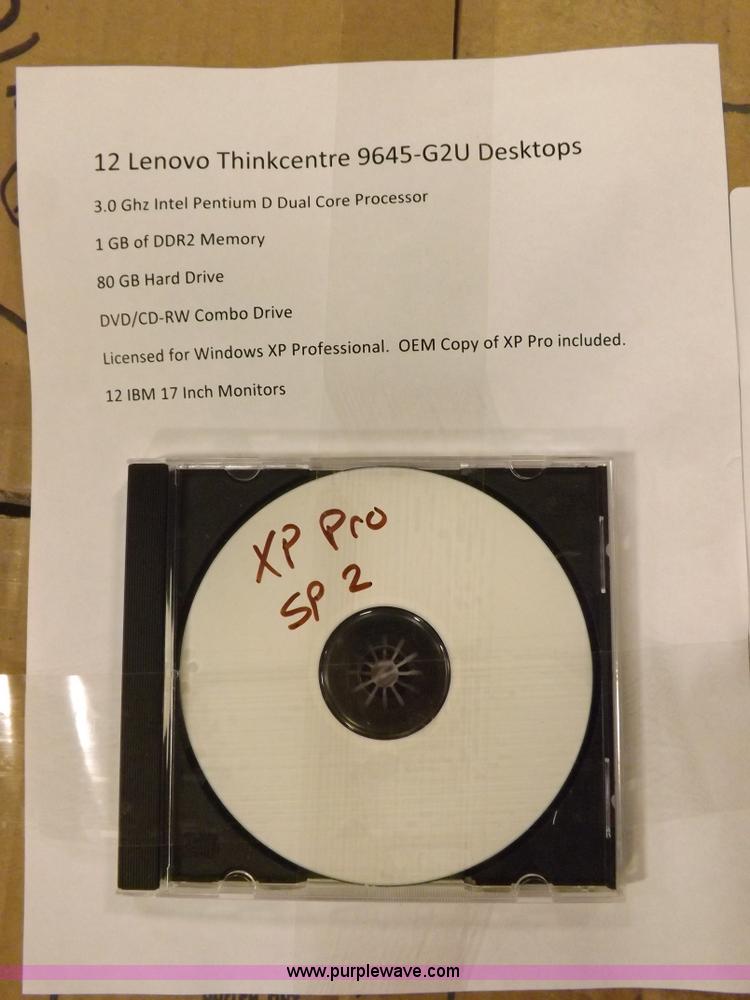 12 Lenovo Thinkcentre 9645-G2U Desktops
3.0 Ghz Intel Pentium D Dual Core Processor
1 GB of DDR2 Memory
80 GB Hard Drive
DVD/CD-RW Combo Drive
Licensed for Windows XP Professional.  OEM Copy of XP Pro included.
12 IBM 17 Inch Monitors
XP Pro
SP 2
www.purplewave.com